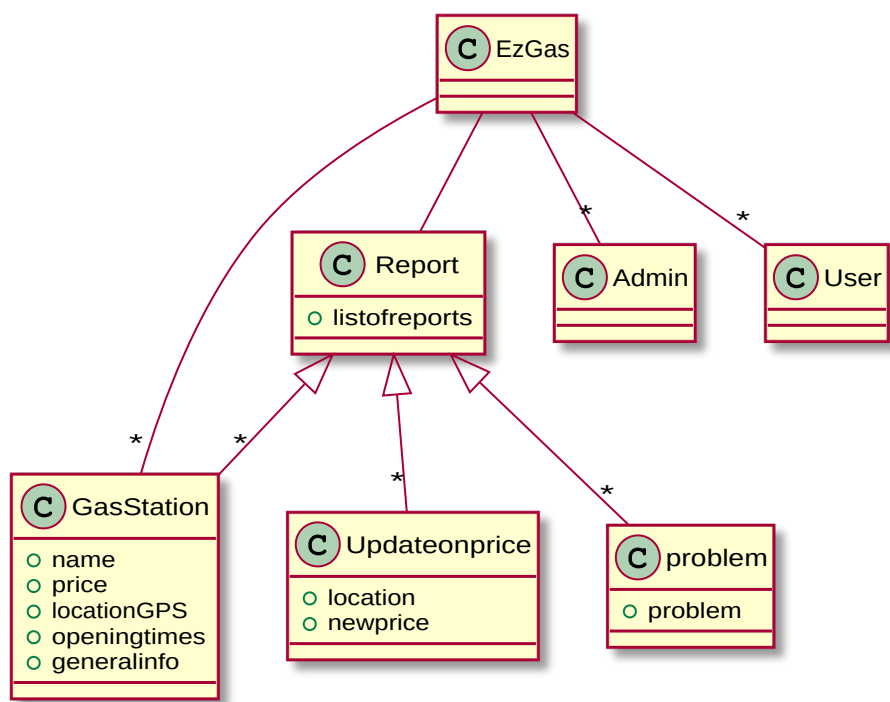 C EzGas
*
*
C Report
listofreports
C Admin
C User
*
*
*
*
C GasStation
name
price
locationGPS
openingtimes
generalinfo
C Updateonprice
location
newprice
C problem
problem